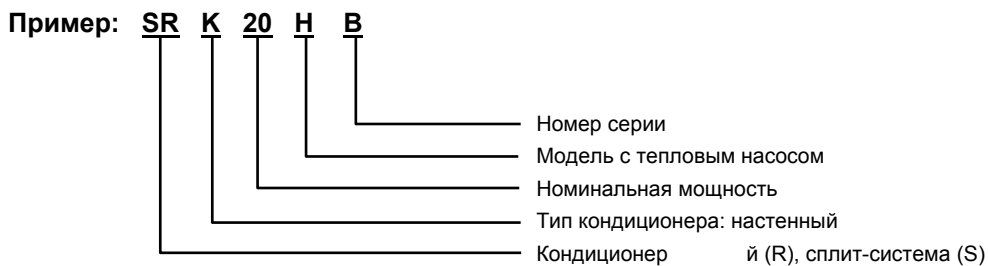 Пример: SR K 20 H B
Номер серии
Модель с тепловым насосом
Номинальная мощность
Тип кондиционера: настенный
Кондиционер й (R), сплит-система (S)